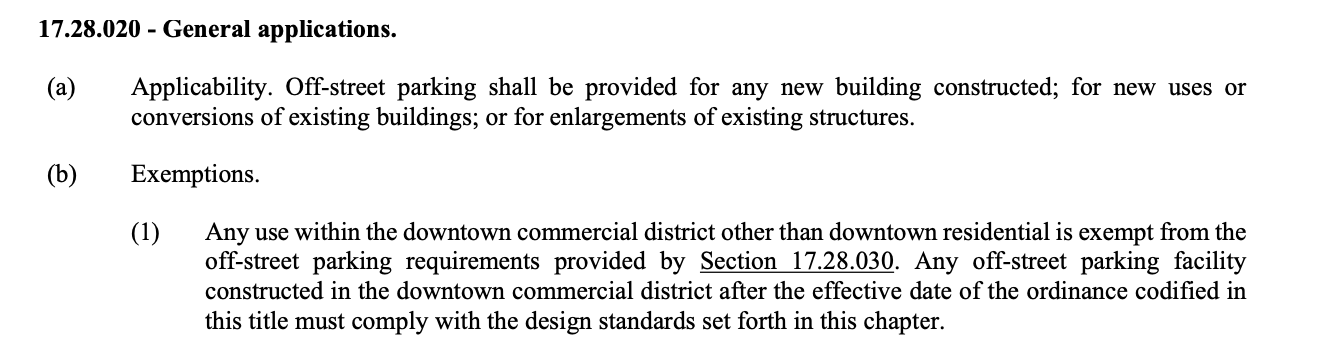 17.28.020 - General applications.
(a) Applicability. Off-street parking shall be provided for any new building constructed; for new uses or
conversions of existing buildings; or for enlargements of existing structures.
(b) Exemptions.
(1) Any use within the downtown commercial district other than downtown residential is exempt from the
off-street parking requirements provided by Section 17.28.030. Any off-street parking facility
constructed in the downtown commercial district after the effective date of the ordinance codified in
this title must comply with the design standards set forth in this chapter.